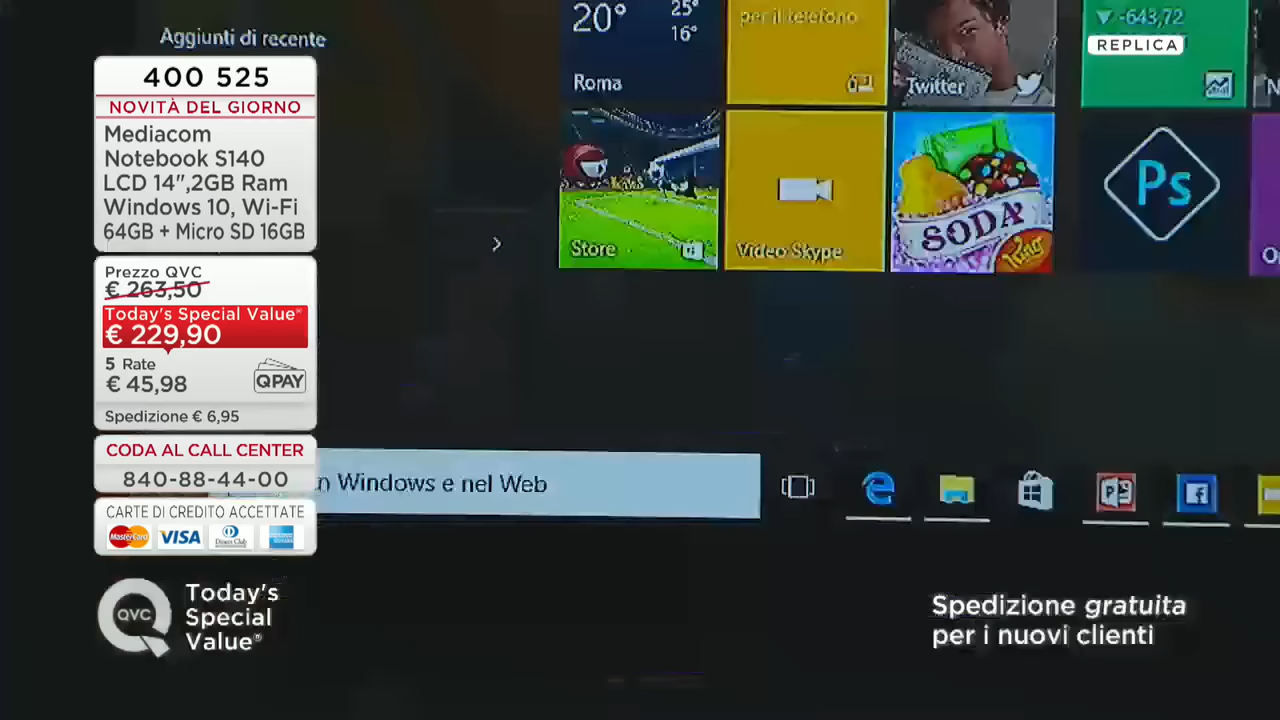 Aggiunti di recente
400 525
NOVITÀ DEL GIORNO
Mediacom
Notebook S140
LCD 14",2GB Ram
Windows 10, Wi-Fi
64GB + Micro SD 16GB
Prezzo QVC
€ 263,50
Today's Special Value®
€ 229,90
5 Rate
€ 45,98
QPAY
Spedizione € 6,95
CODA AL CALL CENTER
840-88-44-00
CARTE DI CREDITO ACCETTATE
MasterCard
VISA
Diners Club
QVC
Today's
Special
Value®
20°
25°
16°
Roma
per il telefono
Twitter
▼ -643,72
REPLICA
Store
Video Skype
SODA
King
Ps
n Windows e nel Web
Spedizione gratuita
per i nuovi clienti